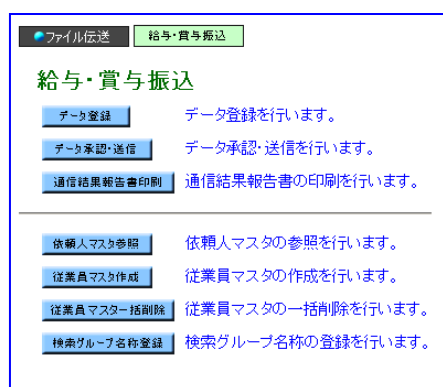 ファイル伝送 給与・賞与振込
給与・賞与振込
データ登録 データ登録を行います。
データ承認・送信 データ承認・送信を行います。
通信結果報告書印刷 通信結果報告書の印刷を行います。
依頼人マスタ参照 依頼人マスタの参照を行います。
従業員マスタ作成 従業員マスタの作成を行います。
従業員マスタ一括削除 従業員マスタの一括削除を行います。
検索グループ名称登録 検索グループ名称の登録を行います。